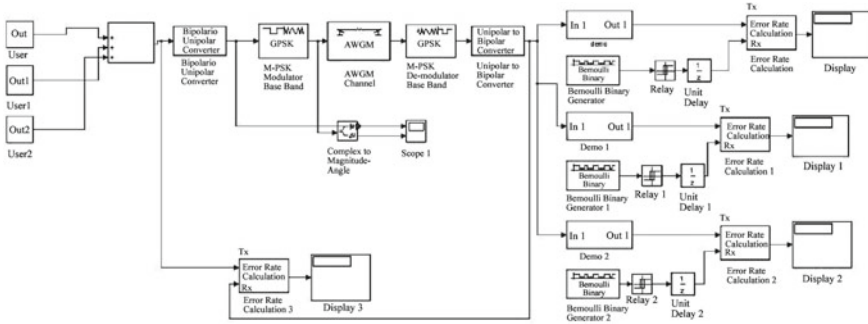 Out
User
Out1
User1
Out2
User2
+
+
+
Bipolario
Unipolar
Converter
Bipolario
Unipolar
Converter
GPSK
M-PSK
Modulator
Base Band
AWGM
AWGM
Channel
GPSK
M-PSK
De-modulator
Base Band
Unipolar to
Bipolar
Converter
Unipolar to
Bipolar
Converter
Complex to
Magnitude-
Angle
Scope 1
Tx
Error Rate
Calculation
Rx
Error Rate
Calculation 3
Display 3
In 1 Out 1
demo
Bemoulli
Binary
Bemoulli Binary
Generator
Relay
1
z
Unit
Delay
Tx
Error Rate
Calculation
Rx
Error Rate
Calculation
Display
In 1 Out 1
Demo 1
Bemoulli
Binary
Bemoulli Binary
Generator 1
Relay 1
1
z
Unit
Delay 1
Tx
Error Rate
Calculation
Rx
Error Rate
Calculation 1
Display 1
In 1 Out 1
Demo 2
Bemoulli
Binary
Bemoulli Binary
Generator 2
Relay 2
1
z
Unit
Delay 2
Tx
Error Rate
Calculation
Rx
Error Rate
Calculation 2
Display 2